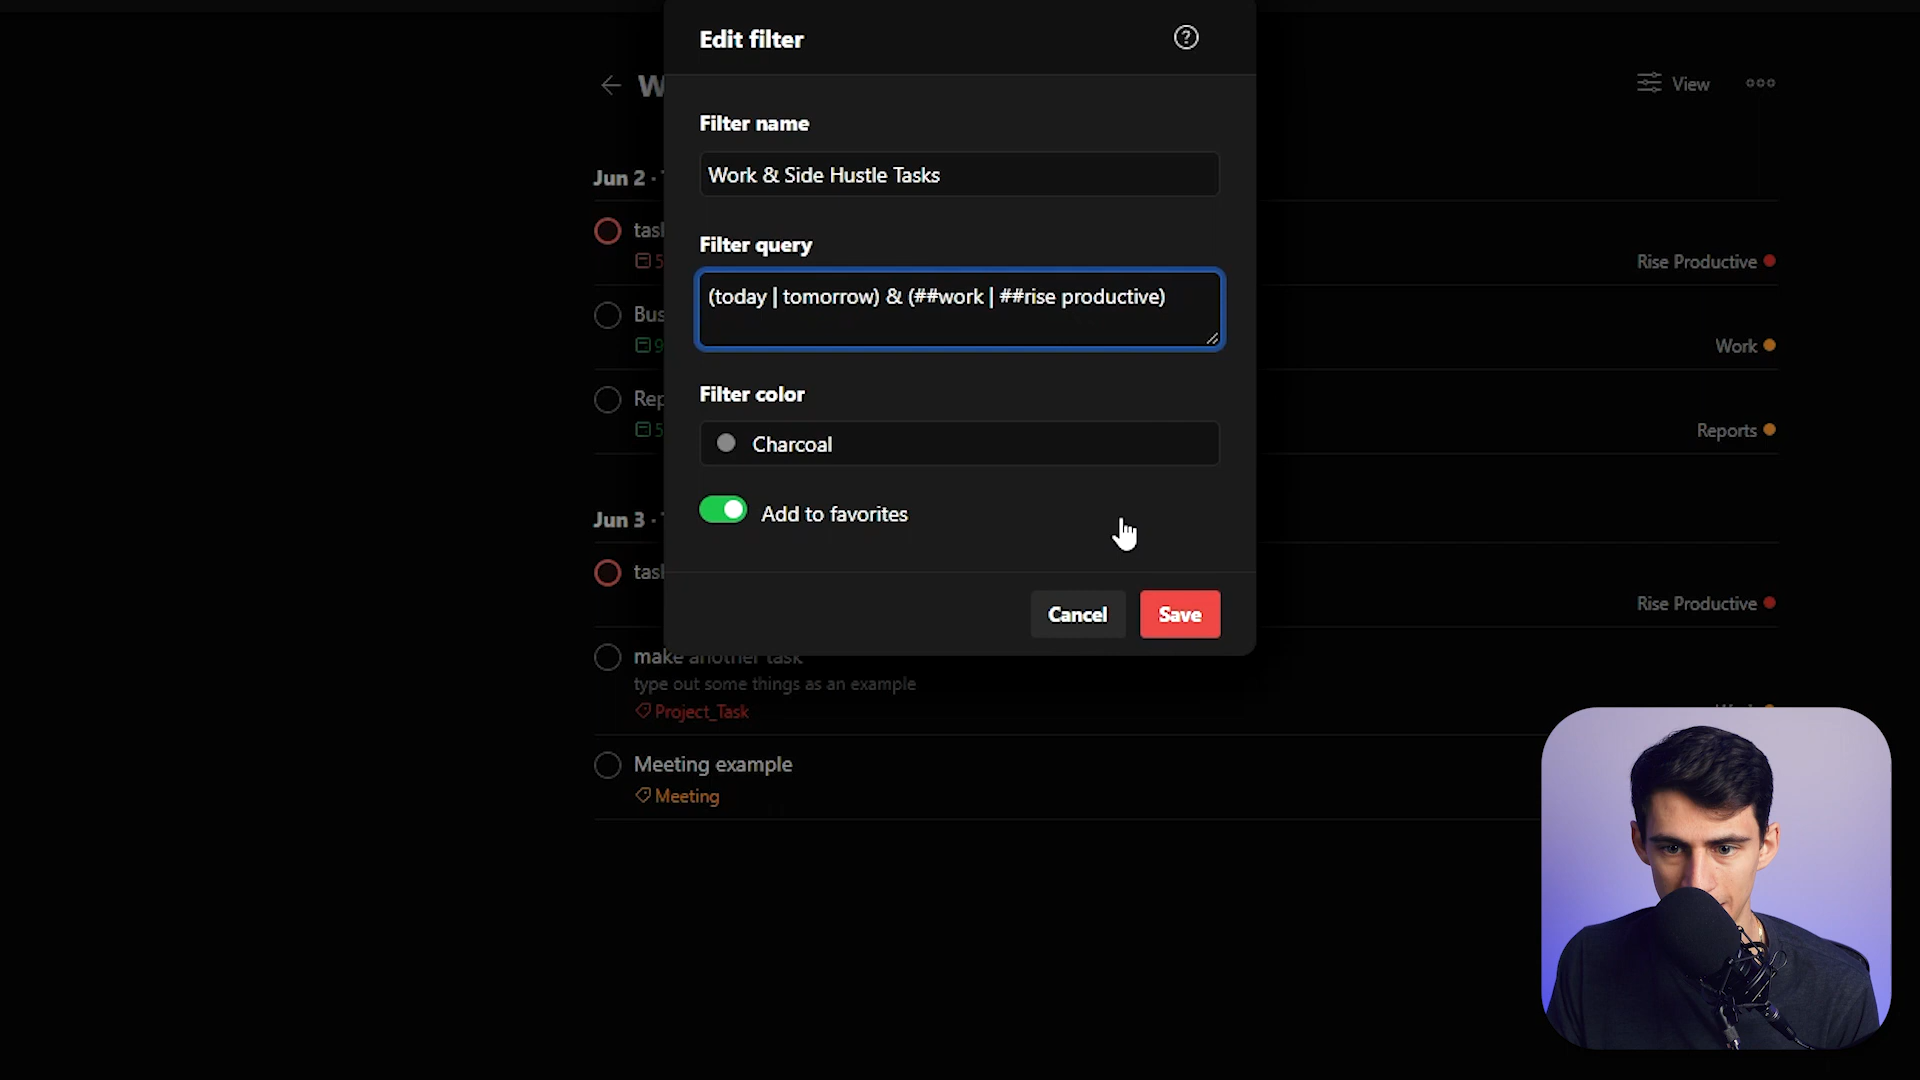 Edit filter
View
W
Filter name
Work & Side Hustle Tasks
Jun 2 ·
Filter query
(today | tomorrow) & (##work | ##rise productive)
Rise Productive
Work
Filter color
Charcoal
Reports
Add to favorites
Jun 3 ·
Rise Productive
Cancel
Save
make another task
type out some things as an example
Project_Task
Meeting example
Meeting